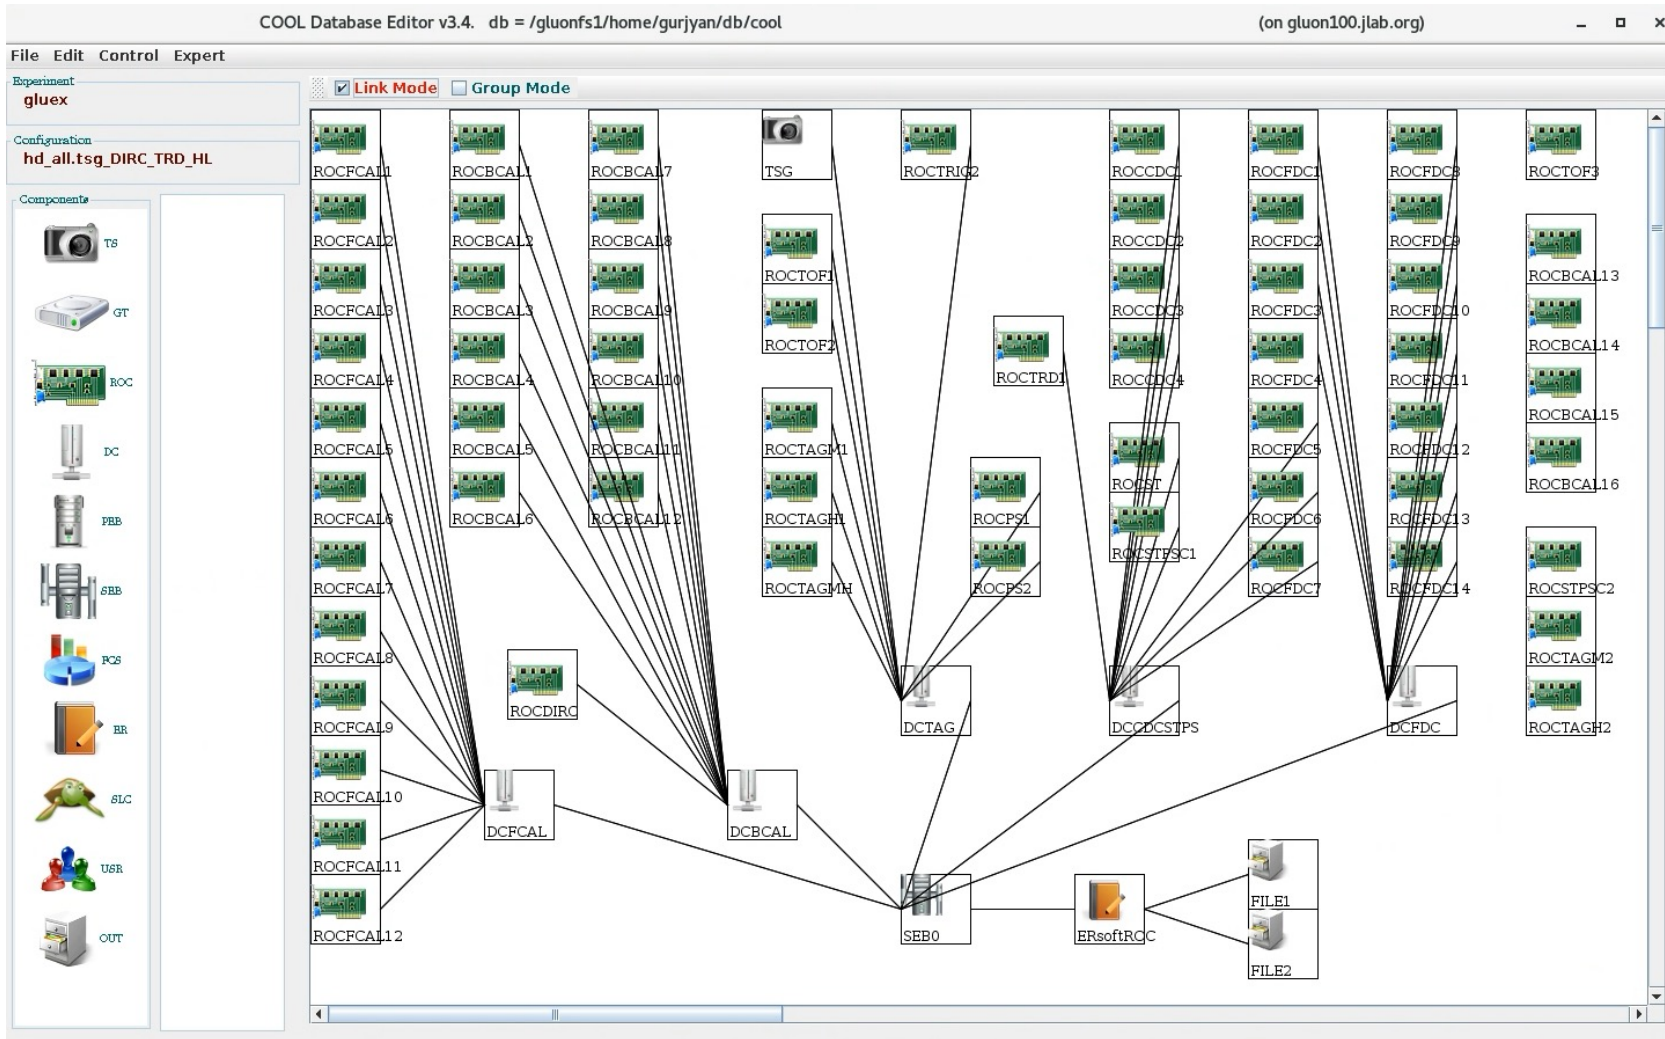 COOL Database Editor v3.4.   db = /gluonfs1/home/gurjyan/db/cool (on gluon100.jlab.org)
File Edit Control Expert
Experiment
gluex
Configuration
hd_all.tsg_DIRC_TRD_HL
Components
TS
GT
ROC
DC
PEB
SEB
FCS
ER
SLC
USR
OUT
Link Mode Group Mode
ROCFCAL1 ROCBCAL1 ROCBCAL7 TSG ROCTRIG2 ROCCDC1 ROCFDC1 ROCFDC8 ROCTOF3
ROCFCAL2 ROCBCAL2 ROCBCAL8 ROCCDC2 ROCFDC2 ROCFDC9
ROCTOF1 ROCBCAL13
ROCFCAL3 ROCBCAL3 ROCBCAL9 ROCCDC3 ROCFDC3 ROCFDC10
ROCTOF2 ROCBCAL14
ROCFCAL4 ROCBCAL4 ROCBCAL10 ROCTRD1 ROCCDC4 ROCFDC4 ROCFDC11
ROCBCAL15
ROCFCAL5 ROCBCAL5 ROCBCAL11 ROCTAGM1 ROCFDC5 ROCFDC12
ROCST ROCBCAL16
ROCFCAL6 ROCBCAL6 ROCBCAL12 ROCTAGH1 ROCPS1 ROCFDC6 ROCFDC13
ROCSTPSC1
ROCFCAL7 ROCTAGMH ROCPS2 ROCFDC7 ROCFDC14 ROCSTPSC2
ROCFCAL8 ROCTAGM2
ROCDIRC
ROCFCAL9 DCTAG DCCDCSTPS DCFDC ROCTAGH2
ROCFCAL10
DCFCAL DCBCAL
ROCFCAL11
FILE1
ROCFCAL12 SEB0 ERsoftROC
FILE2